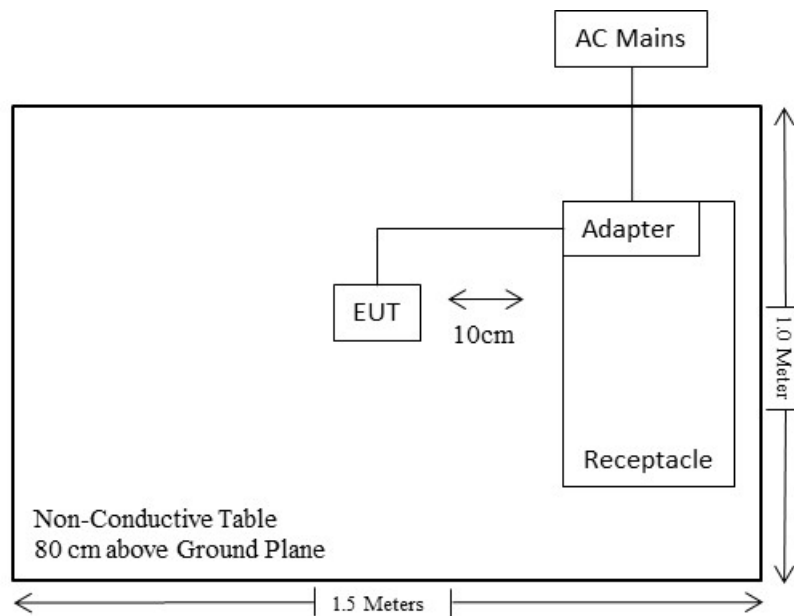 AC Mains
Adapter
EUT
10cm
1.0 Meter
Receptacle
Non-Conductive Table
80 cm above Ground Plane
1.5 Meters